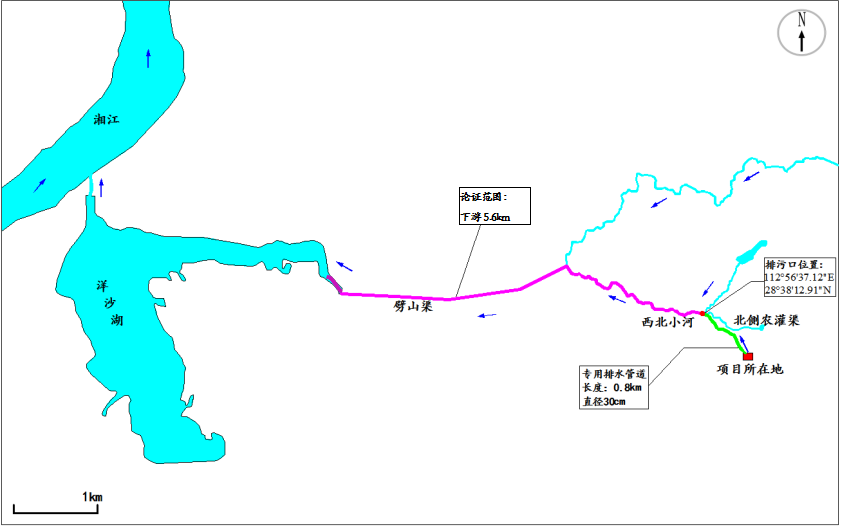 N
湘江
论证范围：
下游5.6km
排污口位置：
112°56'37.12"E
28°38'12.91"N
洋
沙
湖
劈山渠
西北小河
北侧农灌渠
项目所在地
专用排水管道
长度：0.8km
直径30cm
1km